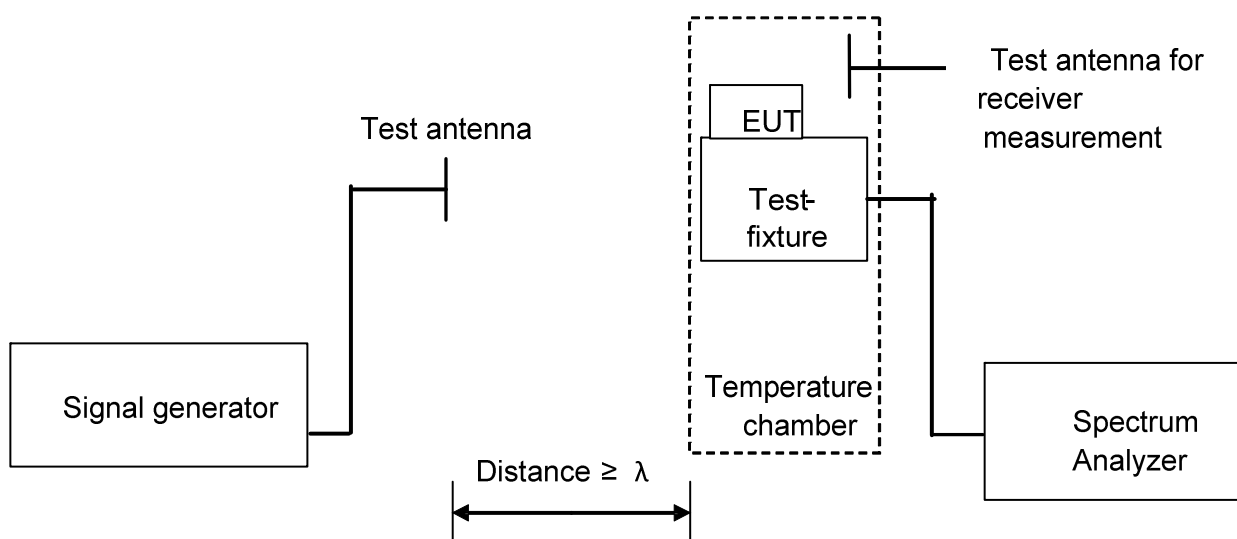 Test antenna for
receiver
measurement
EUT
Test antenna
Test-
fixture
Signal generator
Temperature
chamber
Spectrum
Analyzer
Distance ≥ λ